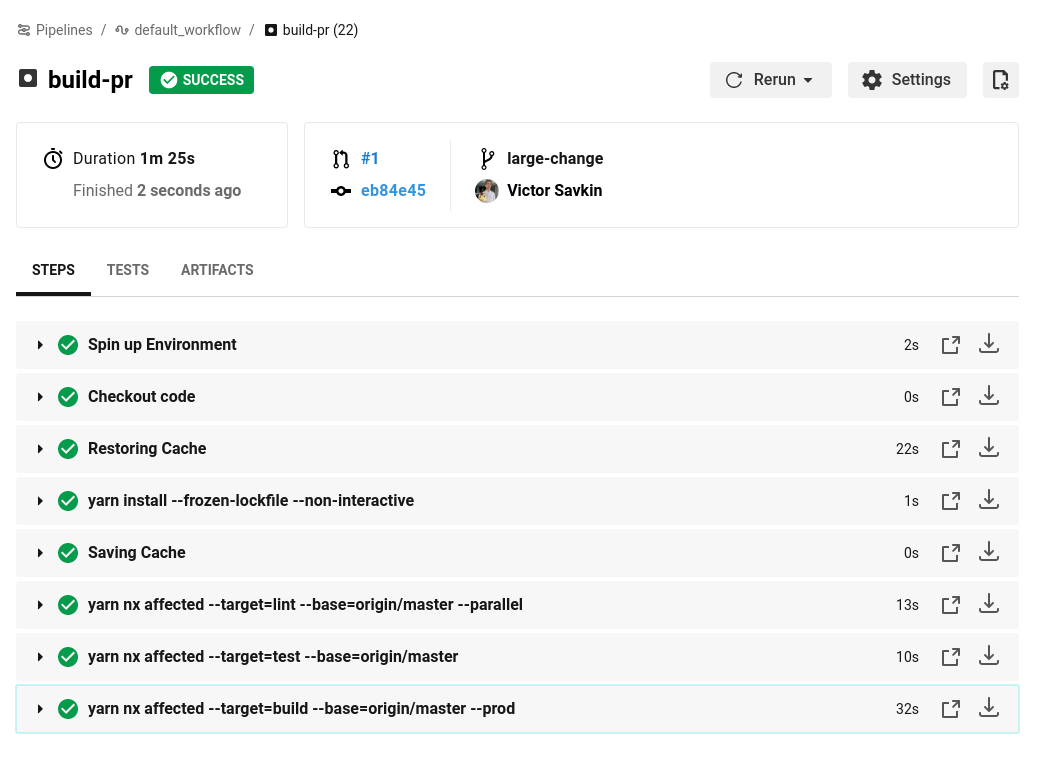 Pipelines / default_workflow / build-pr (22)
build-pr SUCCESS Rerun Settings
Duration 1m 25s
Finished 2 seconds ago
#1 large-change
eb84e45 Victor Savkin
STEPS TESTS ARTIFACTS
Spin up Environment 2s
Checkout code 0s
Restoring Cache 22s
yarn install --frozen-lockfile --non-interactive 1s
Saving Cache 0s
yarn nx affected --target=lint --base=origin/master --parallel 13s
yarn nx affected --target=test --base=origin/master 10s
yarn nx affected --target=build --base=origin/master --prod 32s